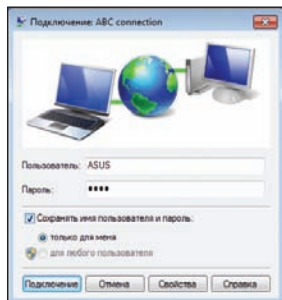 Подключение: ABC connection
Пользователь: ASUS
Пароль: ••••
Сохранять имя пользователя и пароль:
только для меня
для любого пользователя
Подключение Отмена Свойства Справка